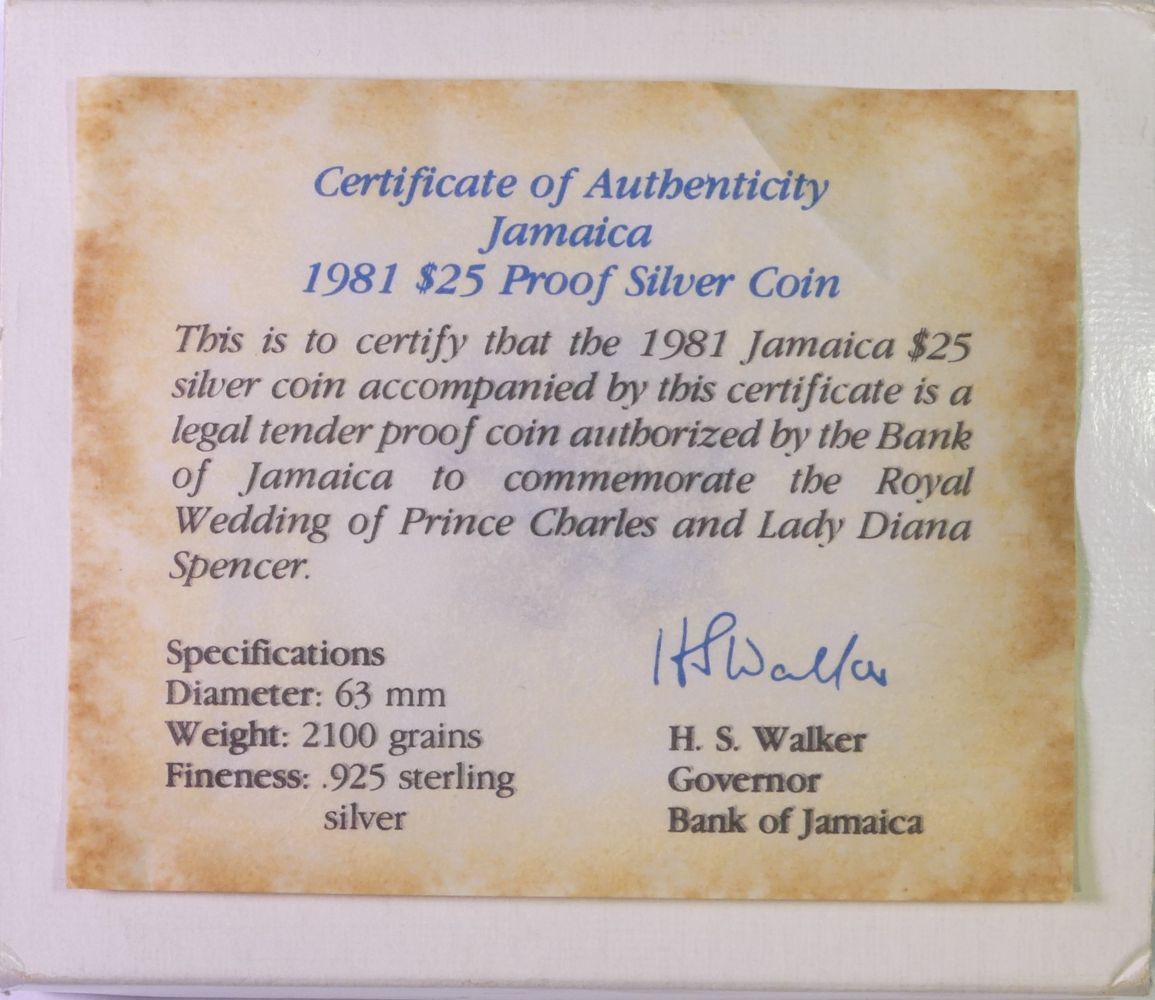 Certificate of Authenticity
Jamaica
1981 $25 Proof Silver Coin
This is to certify that the 1981 Jamaica $25
silver coin accompanied by this certificate is a
legal tender proof coin authorized by the Bank
of Jamaica to commemorate the Royal
Wedding of Prince Charles and Lady Diana
Spencer.
Specifications
Diameter: 63 mm
Weight: 2100 grains
Fineness: .925 sterling
silver
HSWalker
H. S. Walker
Governor
Bank of Jamaica